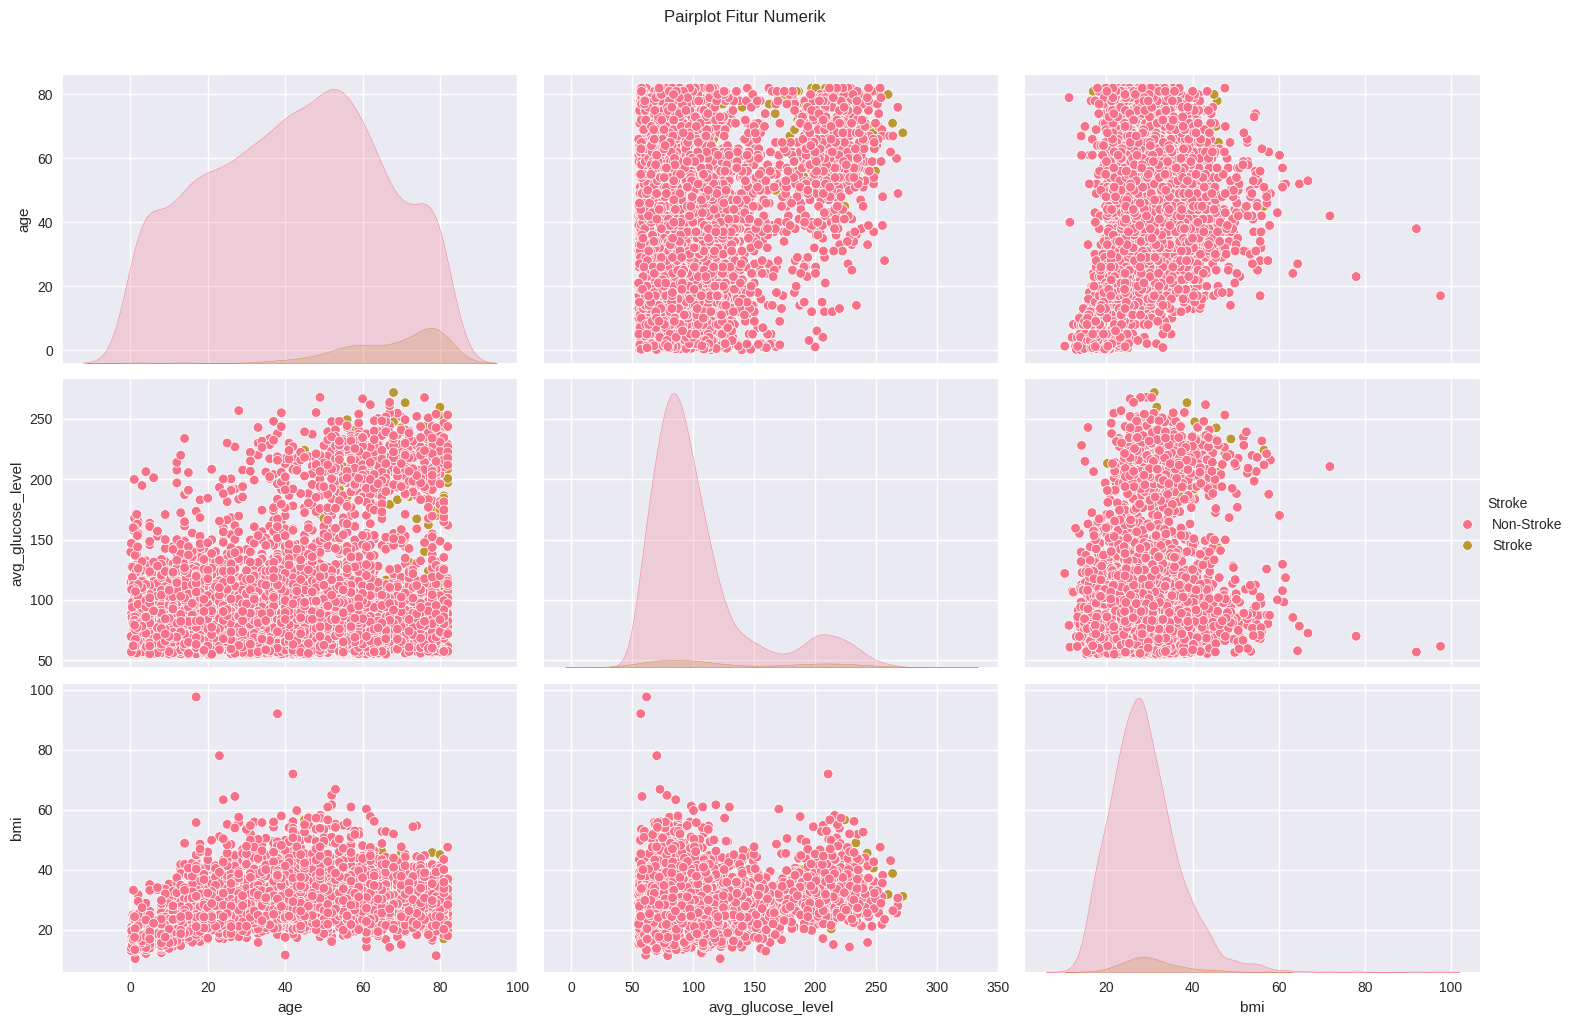 Pairplot Fitur Numerik
80
60
40
20
0
age
250
200
150
100
50
avg_glucose_level
Stroke
Non-Stroke
Stroke
100
80
60
40
20
bmi
0 20 40 60 80 100
0 50 100 150 200 250 300 350
20 40 60 80 100
age
avg_glucose_level
bmi